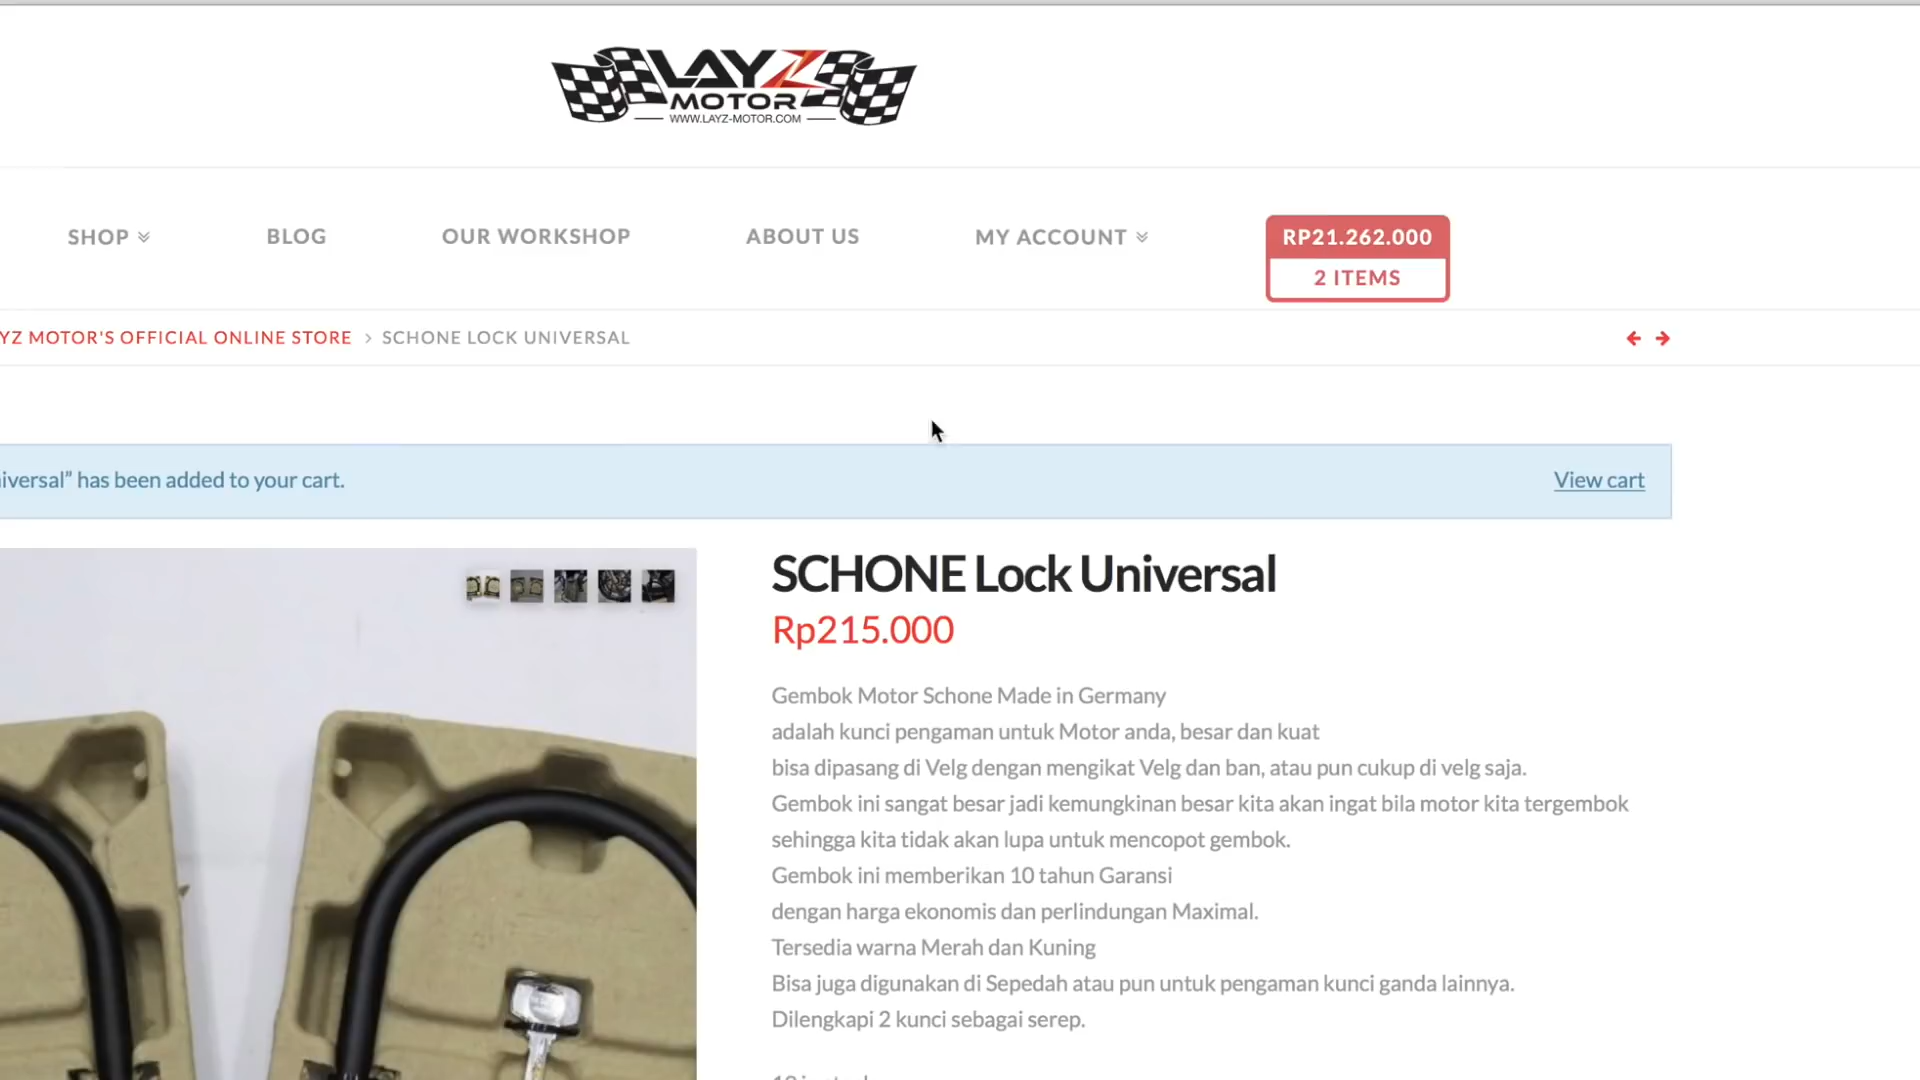 LAYZ
MOTOR
WWW.LAYZ-MOTOR.COM
SHOP BLOG OUR WORKSHOP ABOUT US MY ACCOUNT RP21.262.000
2 ITEMS
YZ MOTOR'S OFFICIAL ONLINE STORE > SCHONE LOCK UNIVERSAL
iversal” has been added to your cart. View cart
SCHONE Lock Universal
Rp215.000
Gembok Motor Schone Made in Germany
adalah kunci pengaman untuk Motor anda, besar dan kuat
bisa dipasang di Velg dengan mengikat Velg dan ban, atau pun cukup di velg saja.
Gembok ini sangat besar jadi kemungkinan besar kita akan ingat bila motor kita tergembok
sehingga kita tidak akan lupa untuk mencopot gembok.
Gembok ini memberikan 10 tahun Garansi
dengan harga ekonomis dan perlindungan Maximal.
Tersedia warna Merah dan Kuning
Bisa juga digunakan di Sepedah atau pun untuk pengaman kunci ganda lainnya.
Dilengkapi 2 kunci sebagai serep.